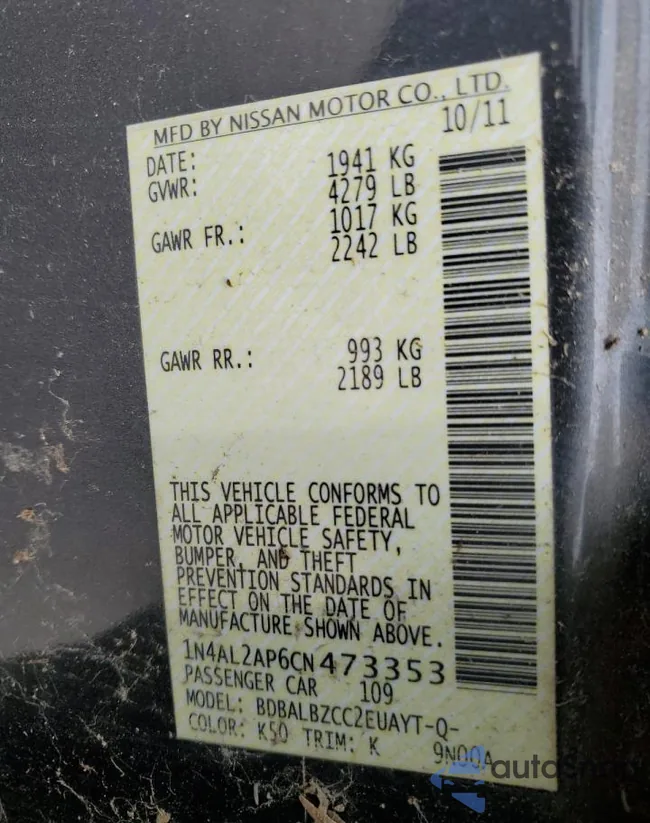 MFD BY NISSAN MOTOR CO., LTD.
DATE: 10/11
GVWR: 1941 KG
4279 LB
GAWR FR.: 1017 KG
2242 LB
GAWR RR.: 993 KG
2189 LB
THIS VEHICLE CONFORMS TO
ALL APPLICABLE FEDERAL
MOTOR VEHICLE SAFETY,
BUMPER, AND THEFT
PREVENTION STANDARDS IN
EFFECT ON THE DATE OF
MANUFACTURE SHOWN ABOVE.
1N4AL2AP6CN473353
PASSENGER CAR 109
MODEL: BDBALBZCC2EUAYT-Q-
COLOR: K50 TRIM: K 9N00A